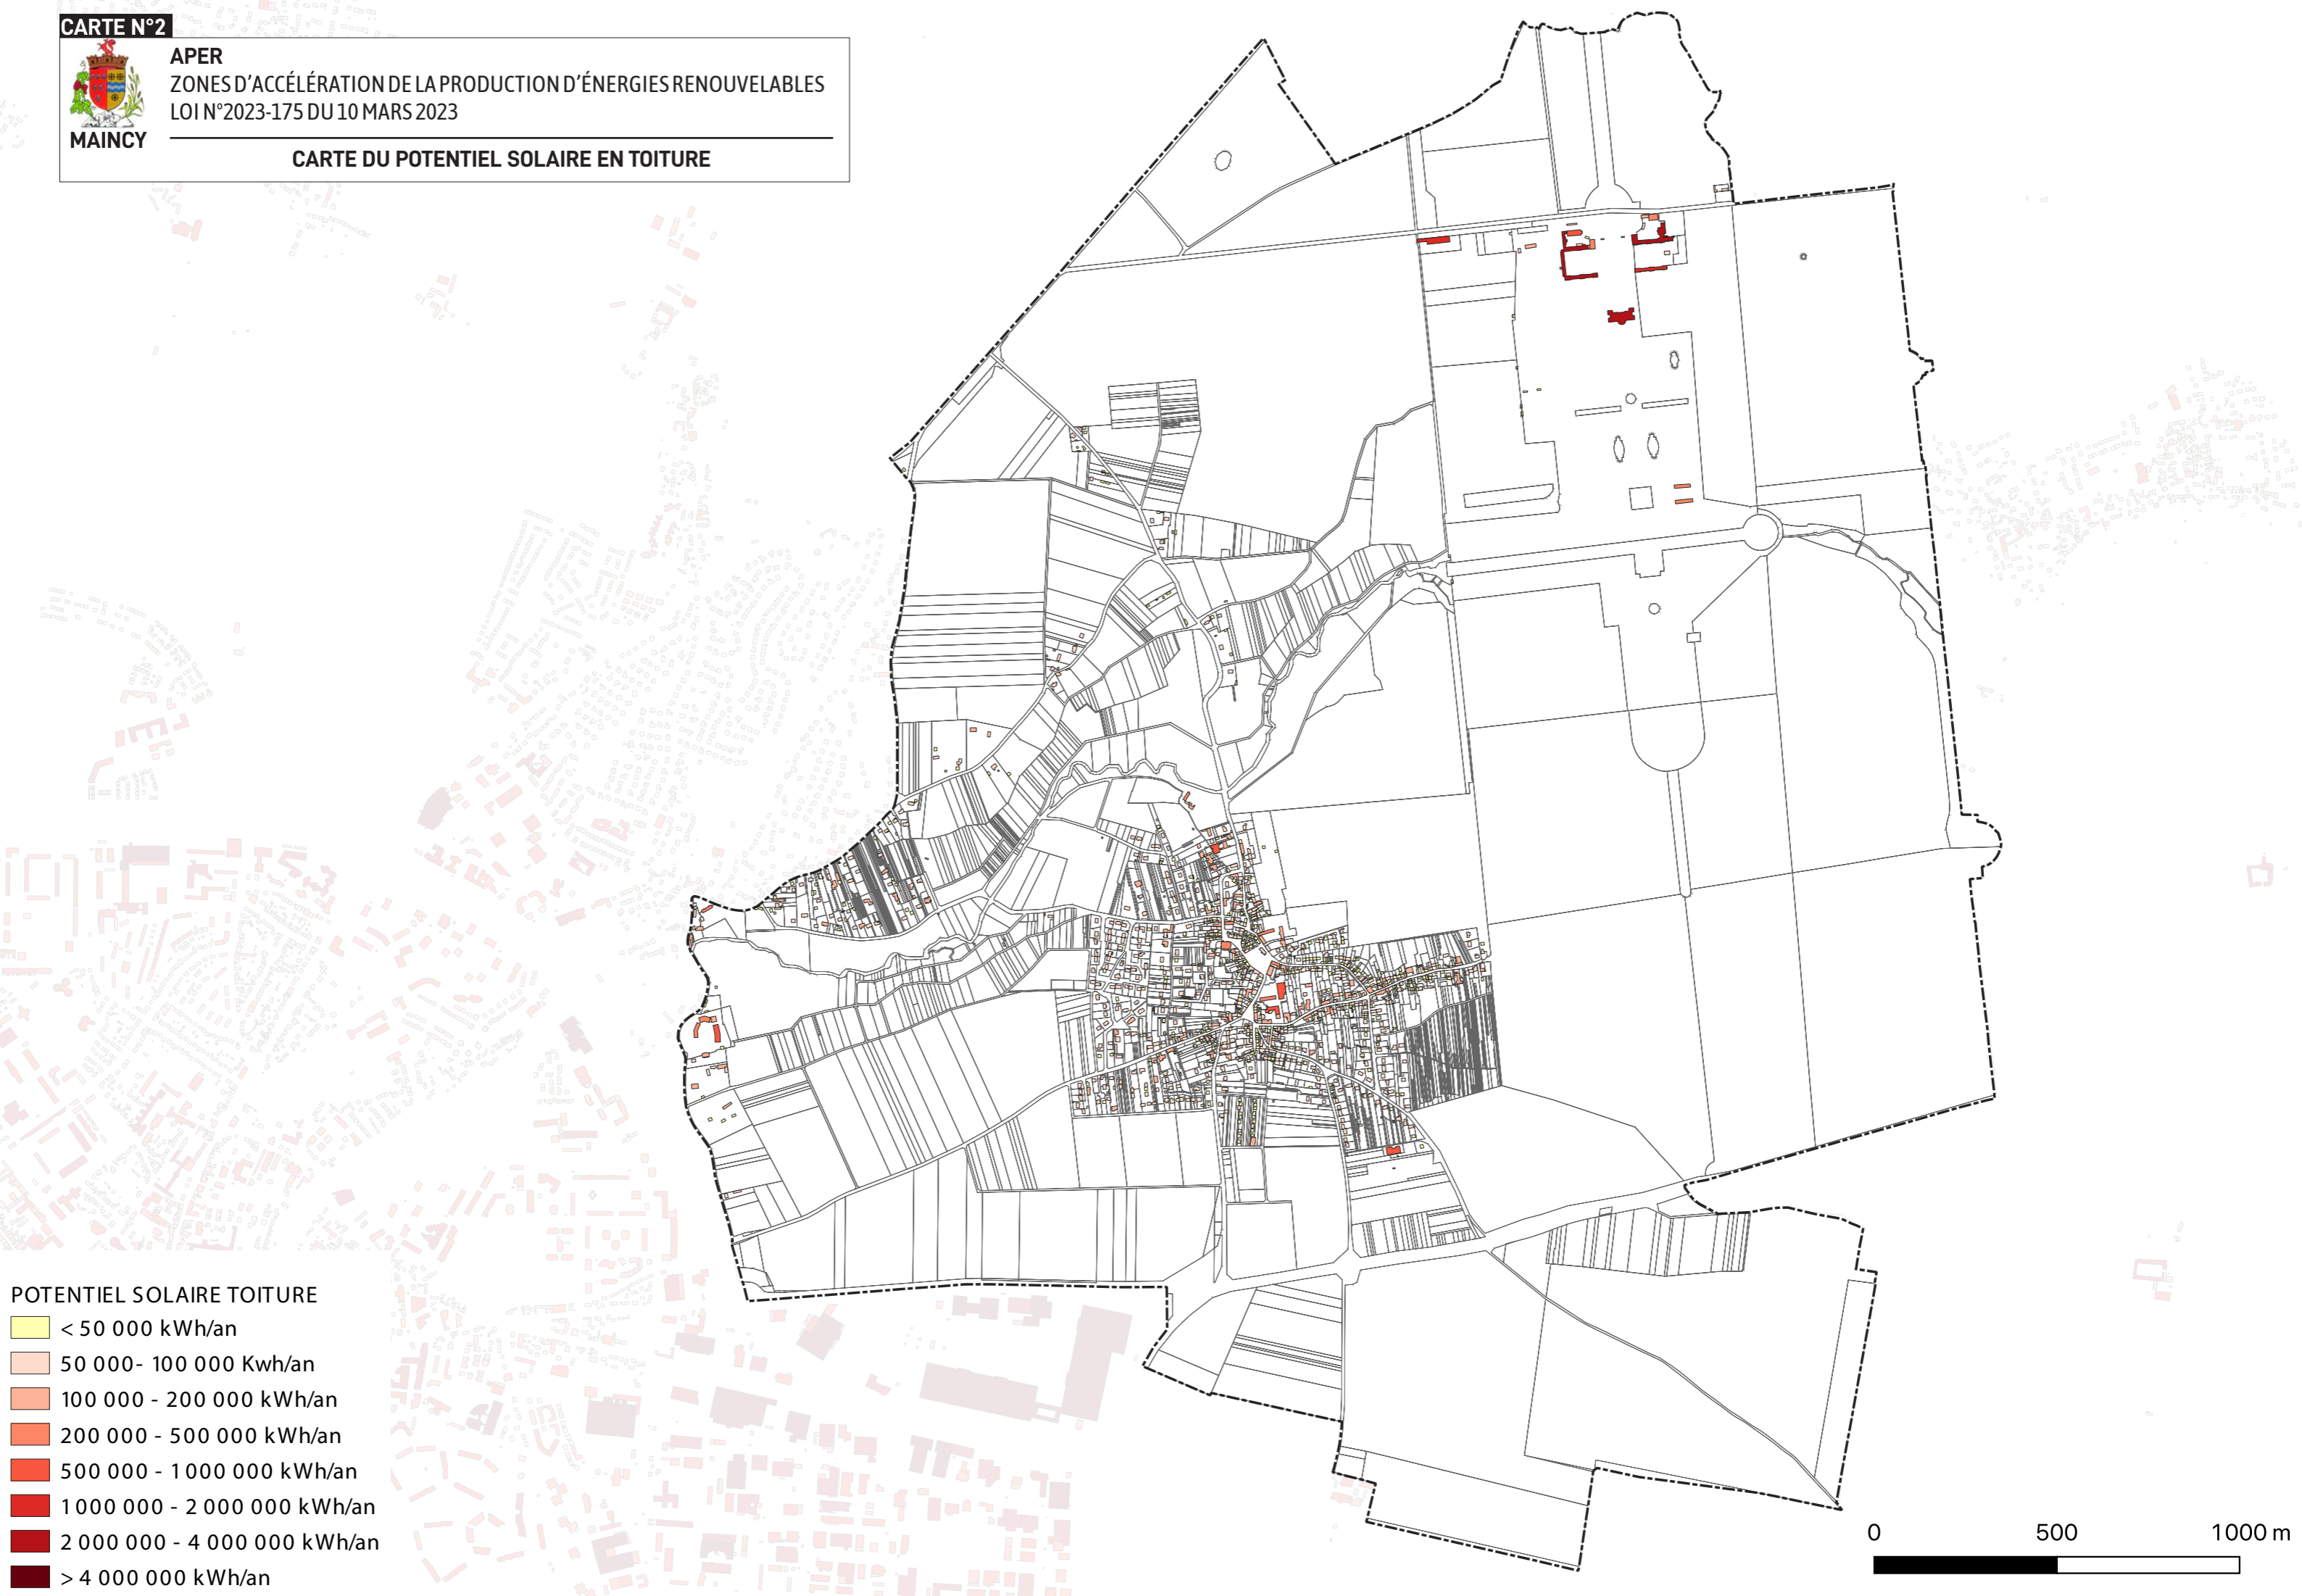 CARTE N°2
APER
ZONES D'ACCÉLÉRATION DE LA PRODUCTION D'ÉNERGIES RENOUVELABLES
LOI N°2023-175 DU 10 MARS 2023
MAINCY
CARTE DU POTENTIEL SOLAIRE EN TOITURE
POTENTIEL SOLAIRE TOITURE
< 50 000 kWh/an
50 000- 100 000 Kwh/an
100 000 - 200 000 kWh/an
200 000 - 500 000 kWh/an
500 000 - 1 000 000 kWh/an
1 000 000 - 2 000 000 kWh/an
2 000 000 - 4 000 000 kWh/an
> 4 000 000 kWh/an
0 500 1000 m